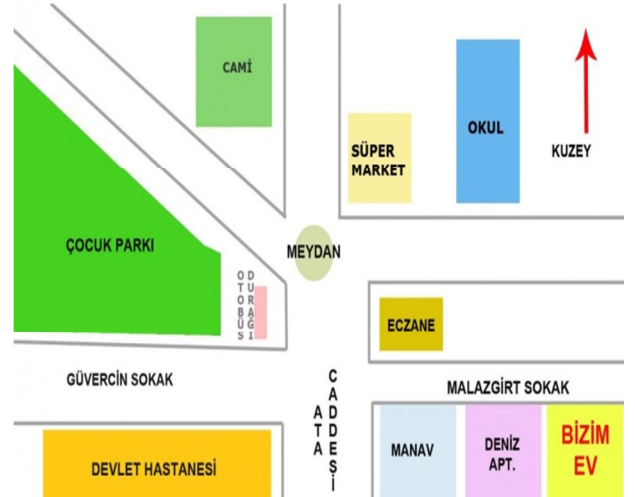 CAMİ
SÜPER
MARKET
OKUL
KUZEY
ÇOCUK PARKI
MEYDAN
OTOBÜS
DURAĞI
ECZANE
GÜVERCİN SOKAK
MALAZGİRT SOKAK
ATA
CADDEŞİ
DEVLET HASTANESİ
MANAV
DENİZ
APT.
BİZİM
EV